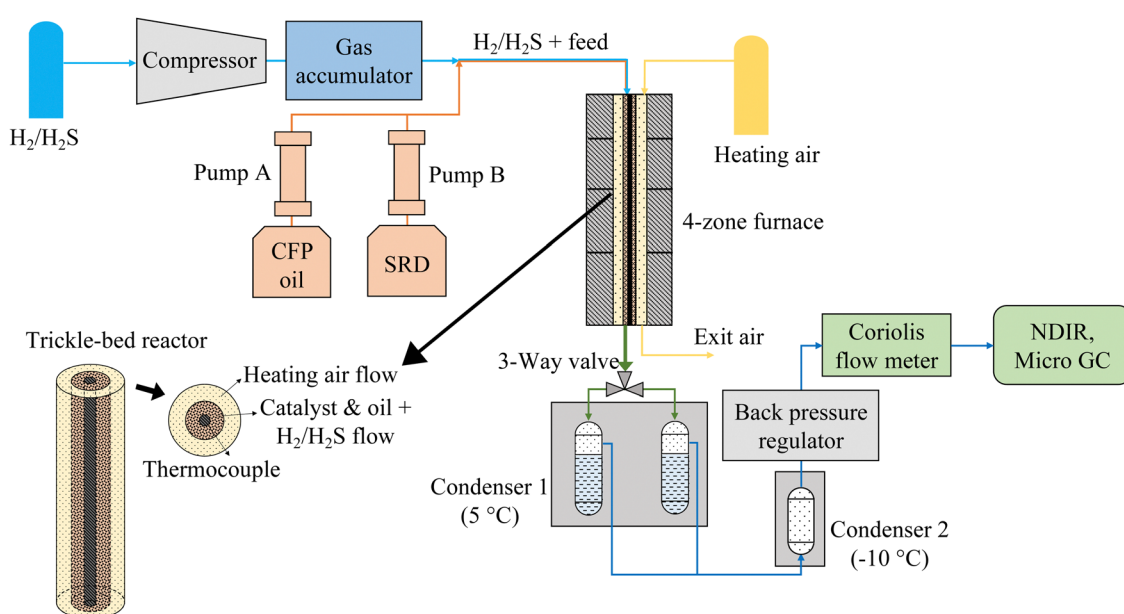 H₂/H₂S
Compressor
Gas
accumulator
H₂/H₂S + feed
Heating air
Pump A
Pump B
CFP
oil
SRD
4-zone furnace
Exit air
3-Way valve
Trickle-bed reactor
Heating air flow
Catalyst & oil +
H₂/H₂S flow
Thermocouple
Condenser 1
(5 °C)
Condenser 2
(-10 °C)
Back pressure
regulator
Coriolis
flow meter
NDIR,
Micro GC